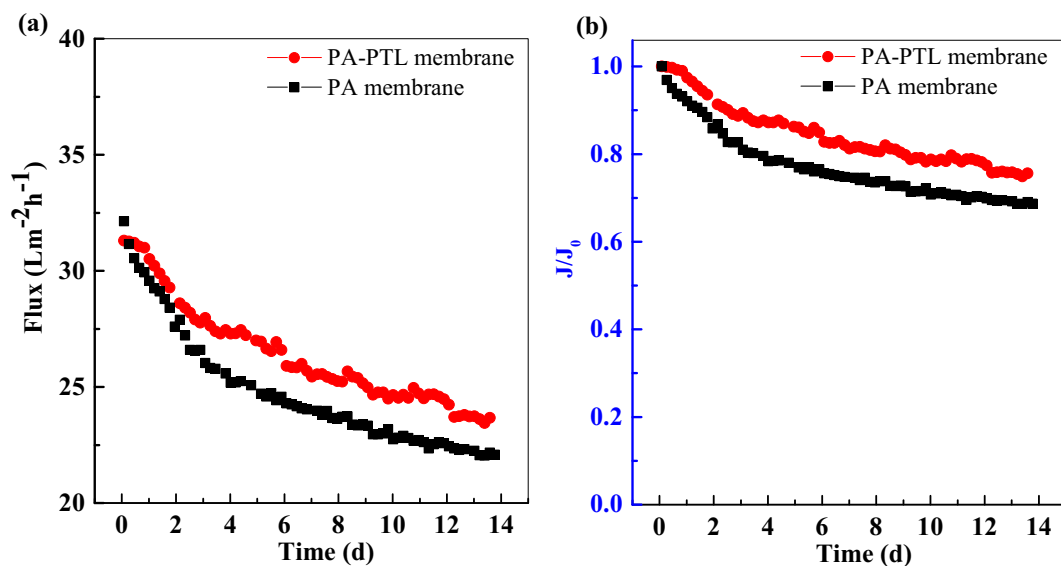 (a)
PA-PTL membrane
PA membrane
40
35
30
25
20
Flux (Lm⁻²h⁻¹)
0 2 4 6 8 10 12 14
Time (d)
(b)
PA-PTL membrane
PA membrane
1.0
0.8
0.6
0.4
0.2
0.0
J/J₀
0 2 4 6 8 10 12 14
Time (d)